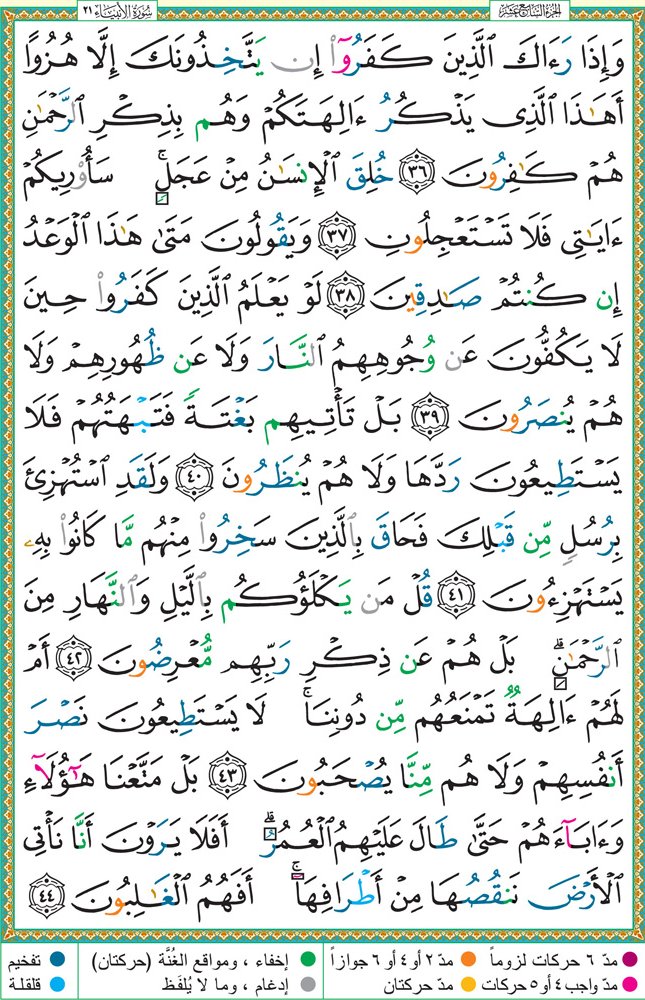 الجزء السابع عشر سورة الأنبياء ٢١
وَإِذَا رَءَاكَ ٱلَّذِينَ كَفَرُوٓا۟ إِن يَتَّخِذُونَكَ إِلَّا هُزُوًا
أَهَـٰذَا ٱلَّذِى يَذْكُرُ ءَالِهَتَكُمْ وَهُم بِذِكْرِ ٱلرَّحْمَـٰنِ
هُمْ كَـٰفِرُونَ ٣٦ خُلِقَ ٱلْإِنسَـٰنُ مِنْ عَجَلٍۢ ۚ سَأُو۟رِيكُمْ
ءَايَـٰتِى فَلَا تَسْتَعْجِلُونِ ٣٧ وَيَقُولُونَ مَتَىٰ هَـٰذَا ٱلْوَعْدُ
إِن كُنتُمْ صَـٰدِقِينَ ٣٨ لَوْ يَعْلَمُ ٱلَّذِينَ كَفَرُوا۟ حِينَ
لَا يَكُفُّونَ عَن وُجُوهِهِمُ ٱلنَّارَ وَلَا عَن ظُهُورِهِمْ وَلَا
هُمْ يُنصَرُونَ ٣٩ بَلْ تَأْتِيهِم بَغْتَةًۭ فَتَبْهَتُهُمْ فَلَا
يَسْتَطِيعُونَ رَدَّهَا وَلَا هُمْ يُنظَرُونَ ٤٠ وَلَقَدِ ٱسْتُهْزِئَ
بِرُسُلٍۢ مِّن قَبْلِكَ فَحَاقَ بِٱلَّذِينَ سَخِرُوا۟ مِنْهُم مَّا كَانُوا۟ بِهِۦ
يَسْتَهْزِءُونَ ٤١ قُلْ مَن يَكْلَؤُكُم بِٱلَّيْلِ وَٱلنَّهَارِ مِنَ
ٱلرَّحْمَـٰنِ ۗ بَلْ هُمْ عَن ذِكْرِ رَبِّهِم مُّعْرِضُونَ ٤٢ أَمْ
لَهُمْ ءَالِهَةٌۭ تَمْنَعُهُم مِّن دُونِنَا ۚ لَا يَسْتَطِيعُونَ نَصْرَ
أَنفُسِهِمْ وَلَا هُم مِّنَّا يُصْحَبُونَ ٤٣ بَلْ مَتَّعْنَا هَـٰٓؤُلَآءِ
وَءَابَآءَهُمْ حَتَّىٰ طَالَ عَلَيْهِمُ ٱلْعُمُرُ ۗ أَفَلَا يَرَوْنَ أَنَّا نَأْتِى
ٱلْأَرْضَ نَنقُصُهَا مِنْ أَطْرَافِهَآ ۚ أَفَهُمُ ٱلْغَـٰلِبُونَ ٤٤
مدّ ٦ حركات لزوماً مدّ ٢ أو ٤ أو ٦ جوازاً إخفاء ، ومواقع الغُنَّة (حركتان) تفخيم
مدّ واجب ٤ أو ٥ حركات مدّ حركتان إدغام ، وما لا يُلفَظ قلقلة